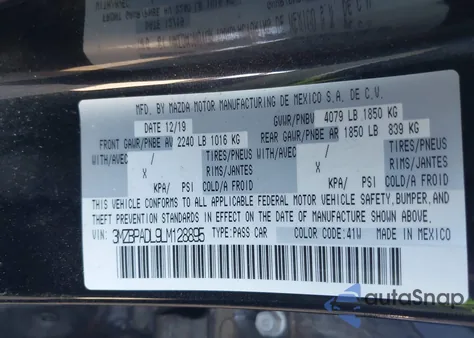 MFD. BY MAZDA MOTOR MANUFACTURING DE MEXICO S.A. DE C.V.
DATE 12/19 GVWR/PNBV 4079 LB 1850 KG
FRONT GAWR/PNBE AV 2240 LB 1016 KG REAR GAWR/PNBE AR 1850 LB 839 KG
WITH/AVEC / TIRES/PNEUS WITH/AVEC / TIRES/PNEUS
X RIMS/JANTES X RIMS/JANTES
KPA/ PSI COLD/A FROID KPA/ PSI COLD/A FROID
THIS VEHICLE CONFORMS TO ALL APPLICABLE FEDERAL MOTOR VEHICLE SAFETY,BUMPER,AND
THEFT PREVENTION STANDARDS IN EFFECT ON THE DATE OF MANUFACTURE SHOWN ABOVE.
VIN: 3MZBPADL9LM128895 TYPE:PASS CAR COLOR CODE:41W MADE IN MEXICO
autoSnap